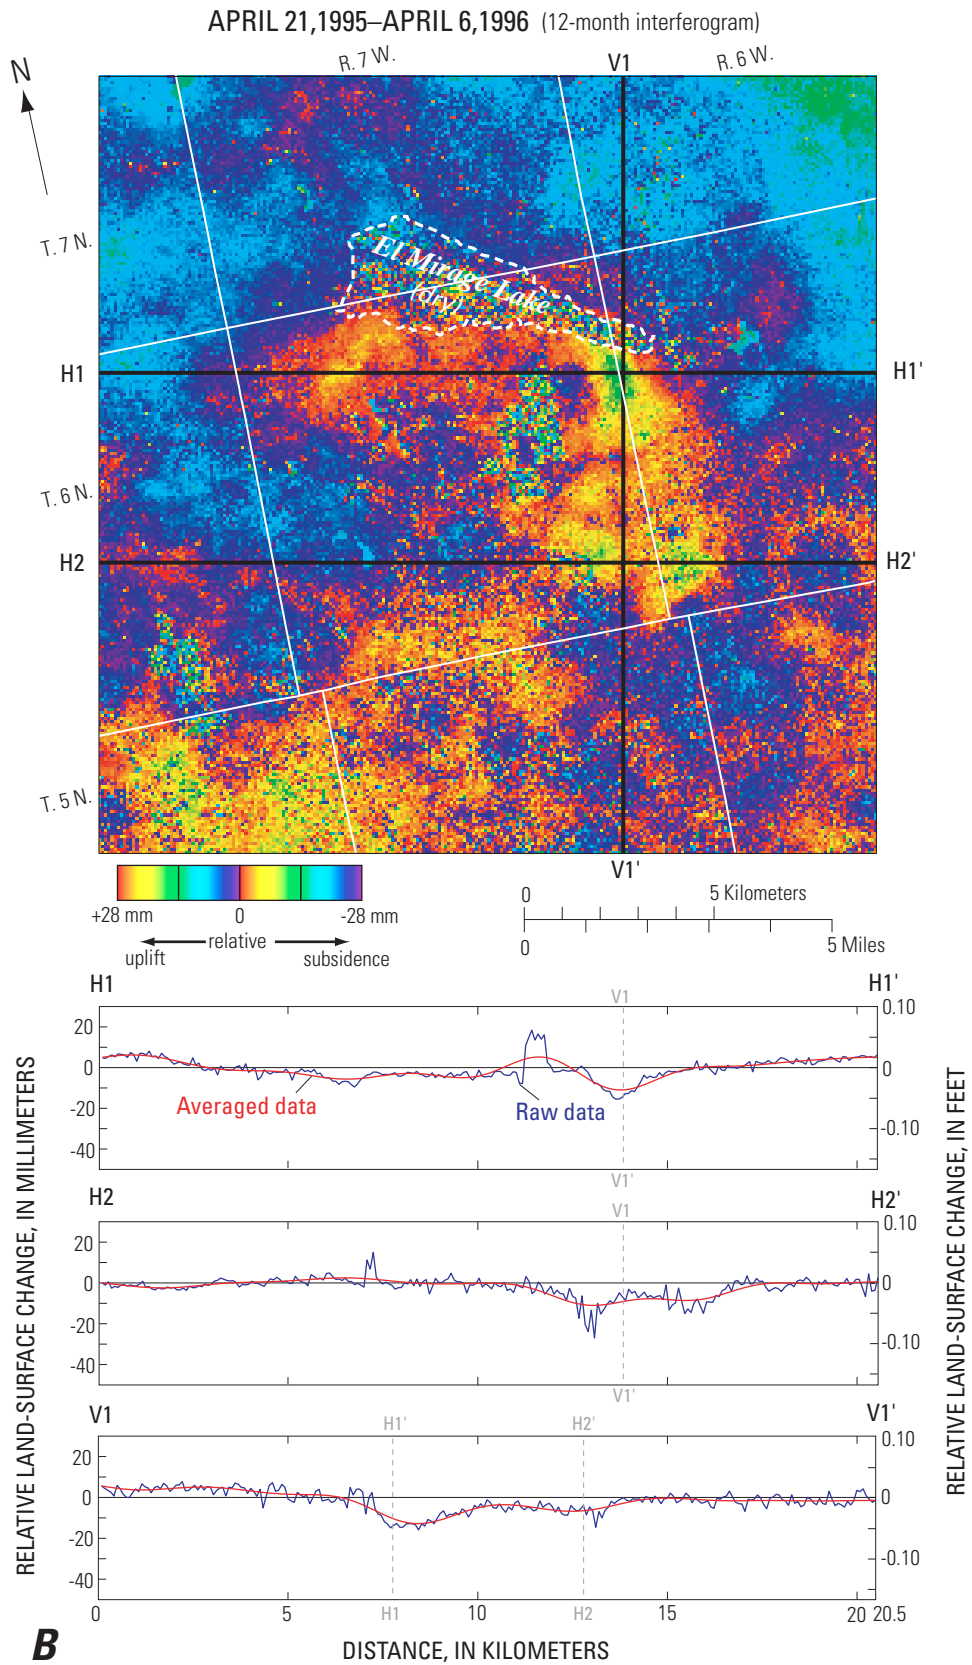 APRIL 21,1995–APRIL 6,1996 (12-month interferogram)
N
R. 7 W.
V1
R. 6 W.
T. 7 N.
El Mirage Lake
(dry)
H1
H1'
T. 6 N.
H2
H2'
T. 5 N.
V1'
+28 mm
0
-28 mm
relative
uplift
subsidence
0
5 Kilometers
0
5 Miles
H1
H1'
V1
20
0
-20
-40
0.10
0
-0.10
Averaged data
Raw data
V1'
H2
H2'
V1
20
0
-20
-40
0.10
0
-0.10
V1'
V1
V1'
H1'
H2'
20
0
-20
-40
0.10
0
-0.10
H1
H2
0
5
10
15
20
20.5
RELATIVE LAND-SURFACE CHANGE, IN MILLIMETERS
RELATIVE LAND-SURFACE CHANGE, IN FEET
B
DISTANCE, IN KILOMETERS